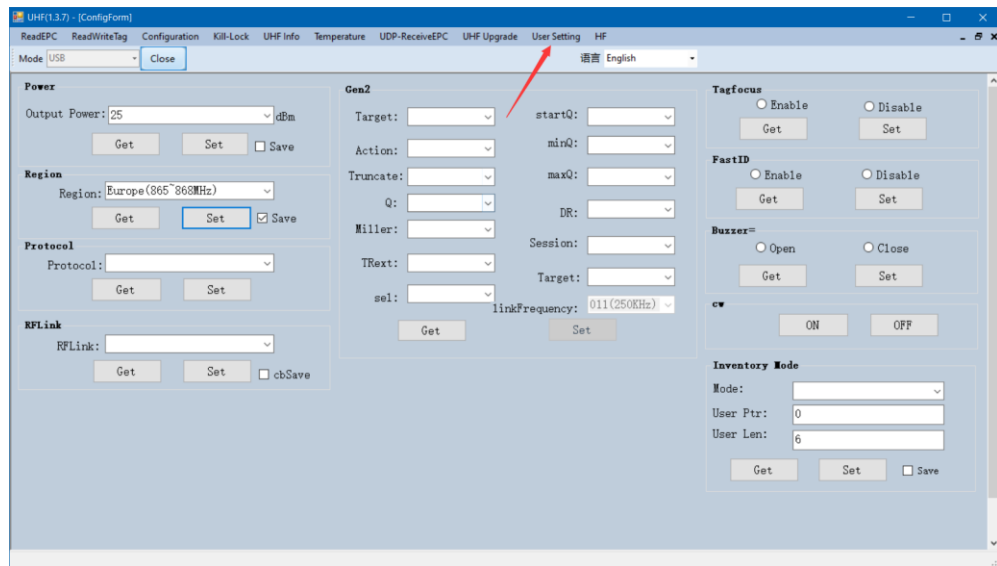 UHF(1.3.7) - [ConfigForm]
ReadEPC ReadWriteTag Configuration Kill-Lock UHF Info Temperature UDP-ReceiveEPC UHF Upgrade User Setting HF
Mode USB Close 语言 English
Power
Output Power: 25 dBm
Get Set Save
Region
Region: Europe(865~868MHz)
Get Set Save
Protocol
Protocol:
Get Set
RFLink
RFLink:
Get Set cbSave
Gen2
Target: startQ:
Action: minQ:
Truncate: maxQ:
Q: DR:
Miller: Session:
TRext: Target:
sel: linkFrequency: 011(250KHz)
Get Set
Tagfocus
Enable Disable
Get Set
FastID
Enable Disable
Get Set
Buzzer=
Open Close
Get Set
cw
ON OFF
Inventory Mode
Mode:
User Ptr: 0
User Len: 6
Get Set Save